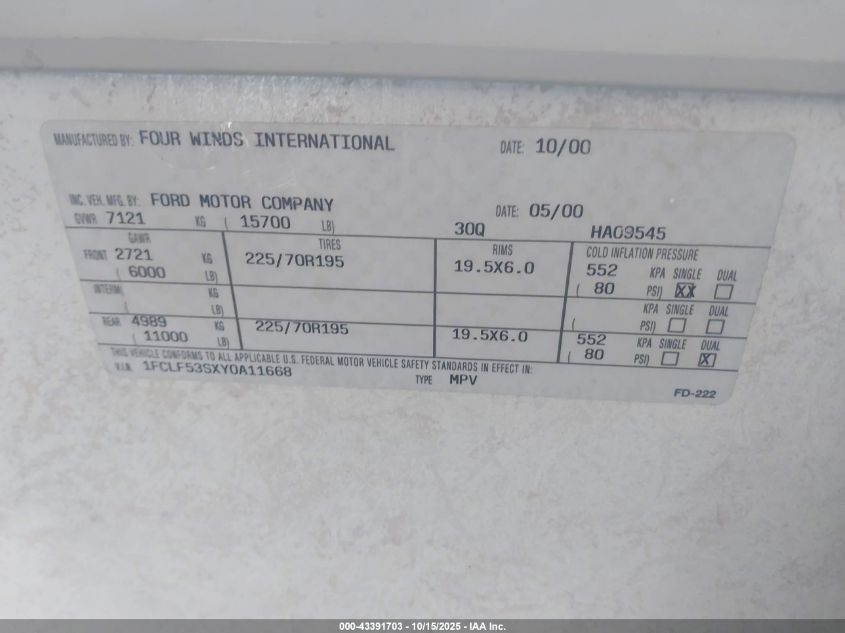 MANUFACTURED BY: FOUR WINDS INTERNATIONAL DATE: 10/00
INC. VEH. MFG. BY: FORD MOTOR COMPANY DATE: 05/00
GVWR 7121 KG ( 15700 LB) 30Q HA09545
GAWR TIRES RIMS COLD INFLATION PRESSURE
FRONT 2721 KG 225/70R195 19.5X6.0 552 KPA SINGLE DUAL
( 6000 LB) ( 80 PSI) XX
INTERM. KG KPA SINGLE DUAL
( LB) ( PSI)
REAR 4989 KG 225/70R195 19.5X6.0 552 KPA SINGLE DUAL
( 11000 LB) ( 80 PSI) X
THIS VEHICLE CONFORMS TO ALL APPLICABLE U.S. FEDERAL MOTOR VEHICLE SAFETY STANDARDS IN EFFECT IN:
V.I.N. 1FCLF53SXY0A11668 TYPE MPV
FD-222
000-43391703 - 10/15/2025 - IAA Inc.